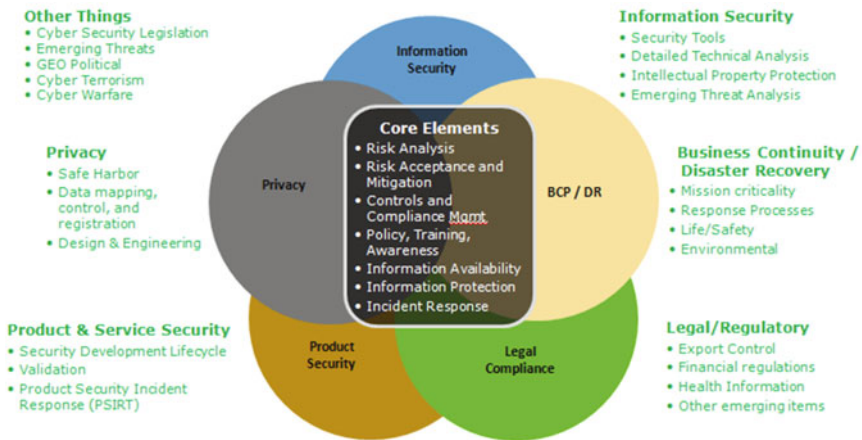 Other Things
• Cyber Security Legislation
• Emerging Threats
• GEO Political
• Cyber Terrorism
• Cyber Warfare
Information
Security
Information Security
• Security Tools
• Detailed Technical Analysis
• Intellectual Property Protection
• Emerging Threat Analysis
Privacy
• Safe Harbor
• Data mapping,
control, and
registration
• Design & Engineering
Privacy
Core Elements
• Risk Analysis
• Risk Acceptance and
Mitigation
• Controls and
Compliance Mgmt
• Policy, Training,
Awareness
• Information Availability
• Information Protection
• Incident Response
BCP / DR
Business Continuity /
Disaster Recovery
• Mission criticality
• Response Processes
• Life/Safety
• Environmental
Product & Service Security
• Security Development Lifecycle
• Validation
• Product Security Incident
Response (PSIRT)
Product
Security
Legal
Compliance
Legal/Regulatory
• Export Control
• Financial regulations
• Health Information
• Other emerging items